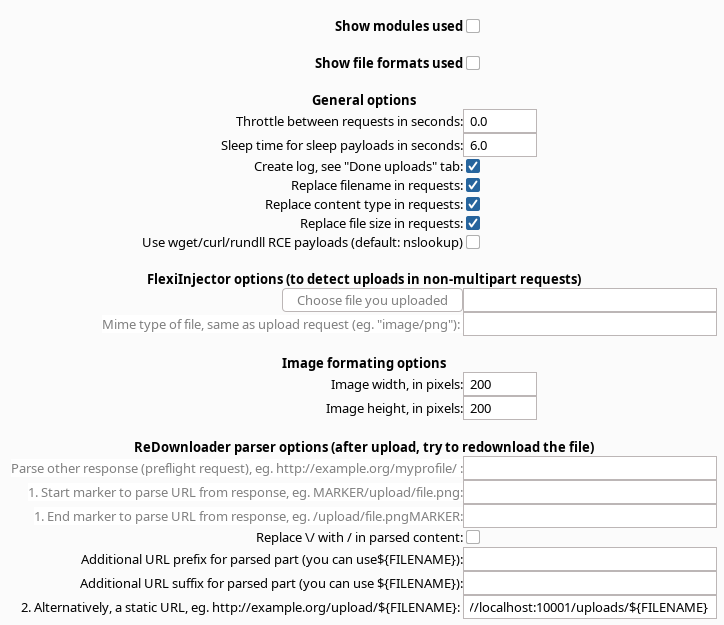 Show modules used
Show file formats used
General options
Throttle between requests in seconds: 0.0
Sleep time for sleep payloads in seconds: 6.0
Create log, see "Done uploads" tab:
Replace filename in requests:
Replace content type in requests:
Replace file size in requests:
Use wget/curl/rundll RCE payloads (default: nslookup)
FlexiInjector options (to detect uploads in non-multipart requests)
Choose file you uploaded
Mime type of file, same as upload request (eg. "image/png"):
Image formating options
Image width, in pixels: 200
Image height, in pixels: 200
ReDownloader parser options (after upload, try to redownload the file)
Parse other response (preflight request), eg. http://example.org/myprofile/ :
1. Start marker to parse URL from response, eg. MARKER/upload/file.png:
1. End marker to parse URL from response, eg. /upload/file.pngMARKER:
Replace \/ with / in parsed content:
Additional URL prefix for parsed part (you can use${FILENAME}):
Additional URL suffix for parsed part (you can use ${FILENAME}):
2. Alternatively, a static URL, eg. http://example.org/upload/${FILENAME}: //localhost:10001/uploads/${FILENAME}